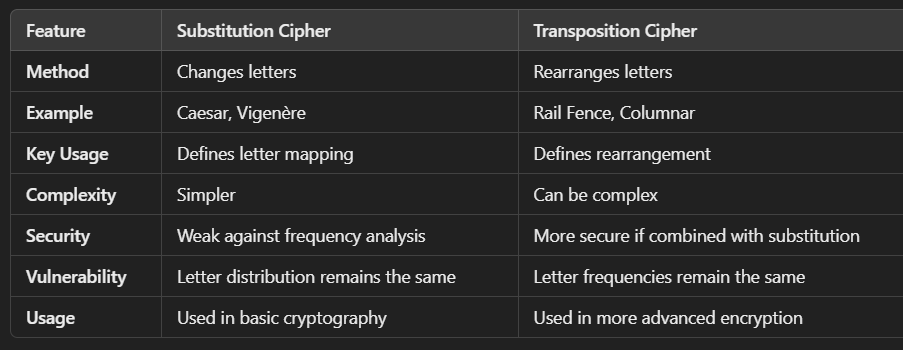 Feature Substitution Cipher Transposition Cipher
Method Changes letters Rearranges letters
Example Caesar, Vigenère Rail Fence, Columnar
Key Usage Defines letter mapping Defines rearrangement
Complexity Simpler Can be complex
Security Weak against frequency analysis More secure if combined with substitution
Vulnerability Letter distribution remains the same Letter frequencies remain the same
Usage Used in basic cryptography Used in more advanced encryption